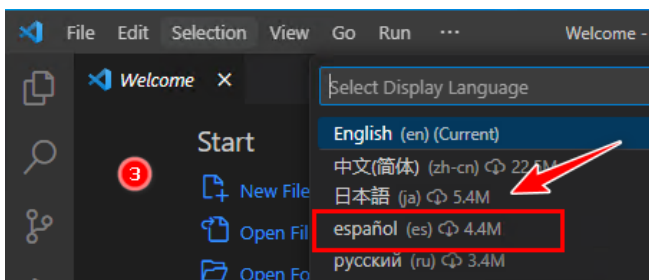 File Edit Selection View Go Run ··· Welcome -
Welcome ×
Select Display Language
Start
English (en) (Current)
中文(简体) (zh-cn) 22.5M
3
日本語 (ja) 5.4M
New File
español (es) 4.4M
Open Fil
русский (ru) 3.4M
Open Fo